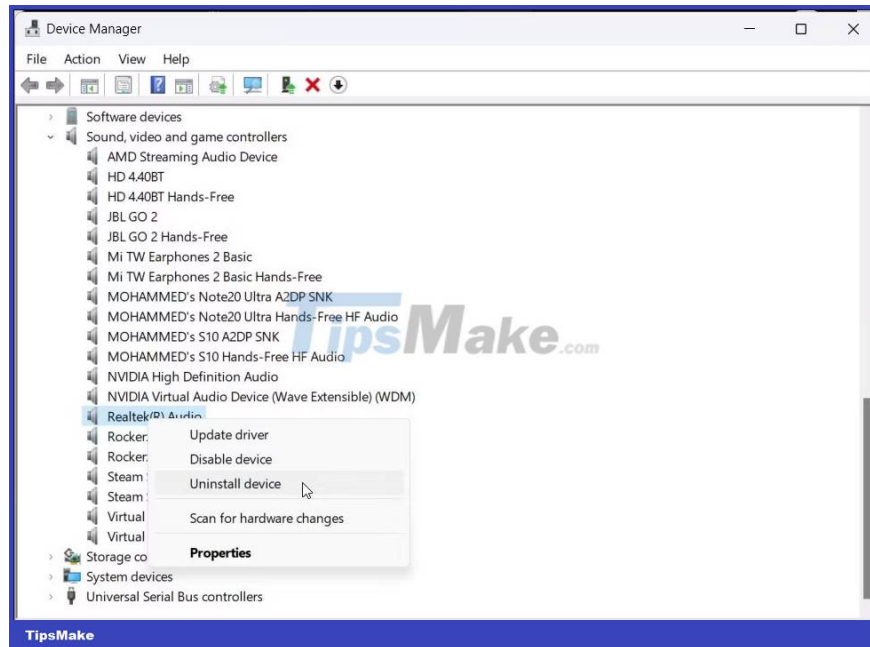 Device Manager
File Action View Help
Software devices
Sound, video and game controllers
AMD Streaming Audio Device
HD 4.40BT
HD 4.40BT Hands-Free
JBL GO 2
JBL GO 2 Hands-Free
Mi TW Earphones 2 Basic
Mi TW Earphones 2 Basic Hands-Free
MOHAMMED's Note20 Ultra A2DP SNK
MOHAMMED's Note20 Ultra Hands-Free HF Audio
MOHAMMED's S10 A2DP SNK
MOHAMMED's S10 Hands-Free HF Audio
TipsMake.com
NVIDIA High Definition Audio
NVIDIA Virtual Audio Device (Wave Extensible) (WDM)
Realtek(R) Audio
Rocker
Update driver
Rocker
Disable device
Steam
Uninstall device
Steam
Virtual
Scan for hardware changes
Virtual
Storage co
Properties
System devices
Universal Serial Bus controllers
TipsMake